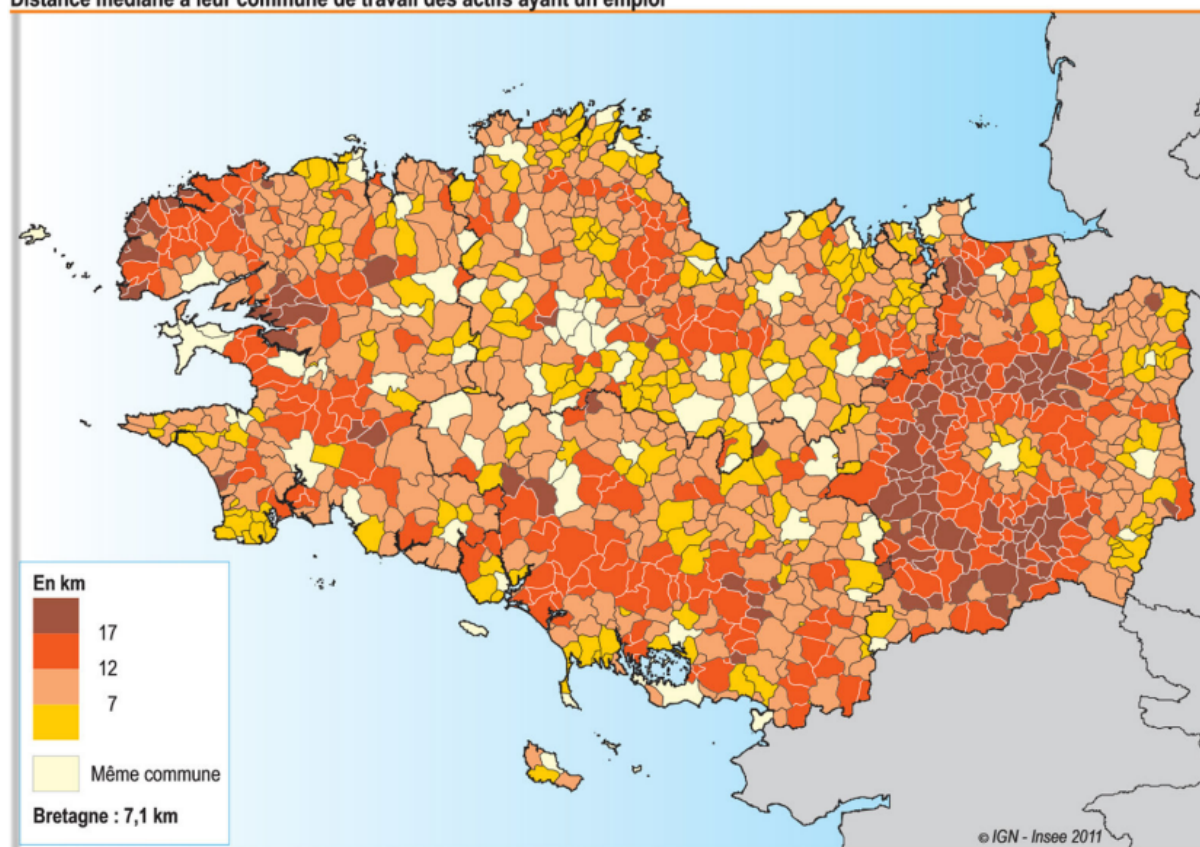 Distance médiane à leur commune de travail des actifs ayant un emploi
En km
17
12
7
Même commune
Bretagne : 7,1 km
© IGN - Insee 2011